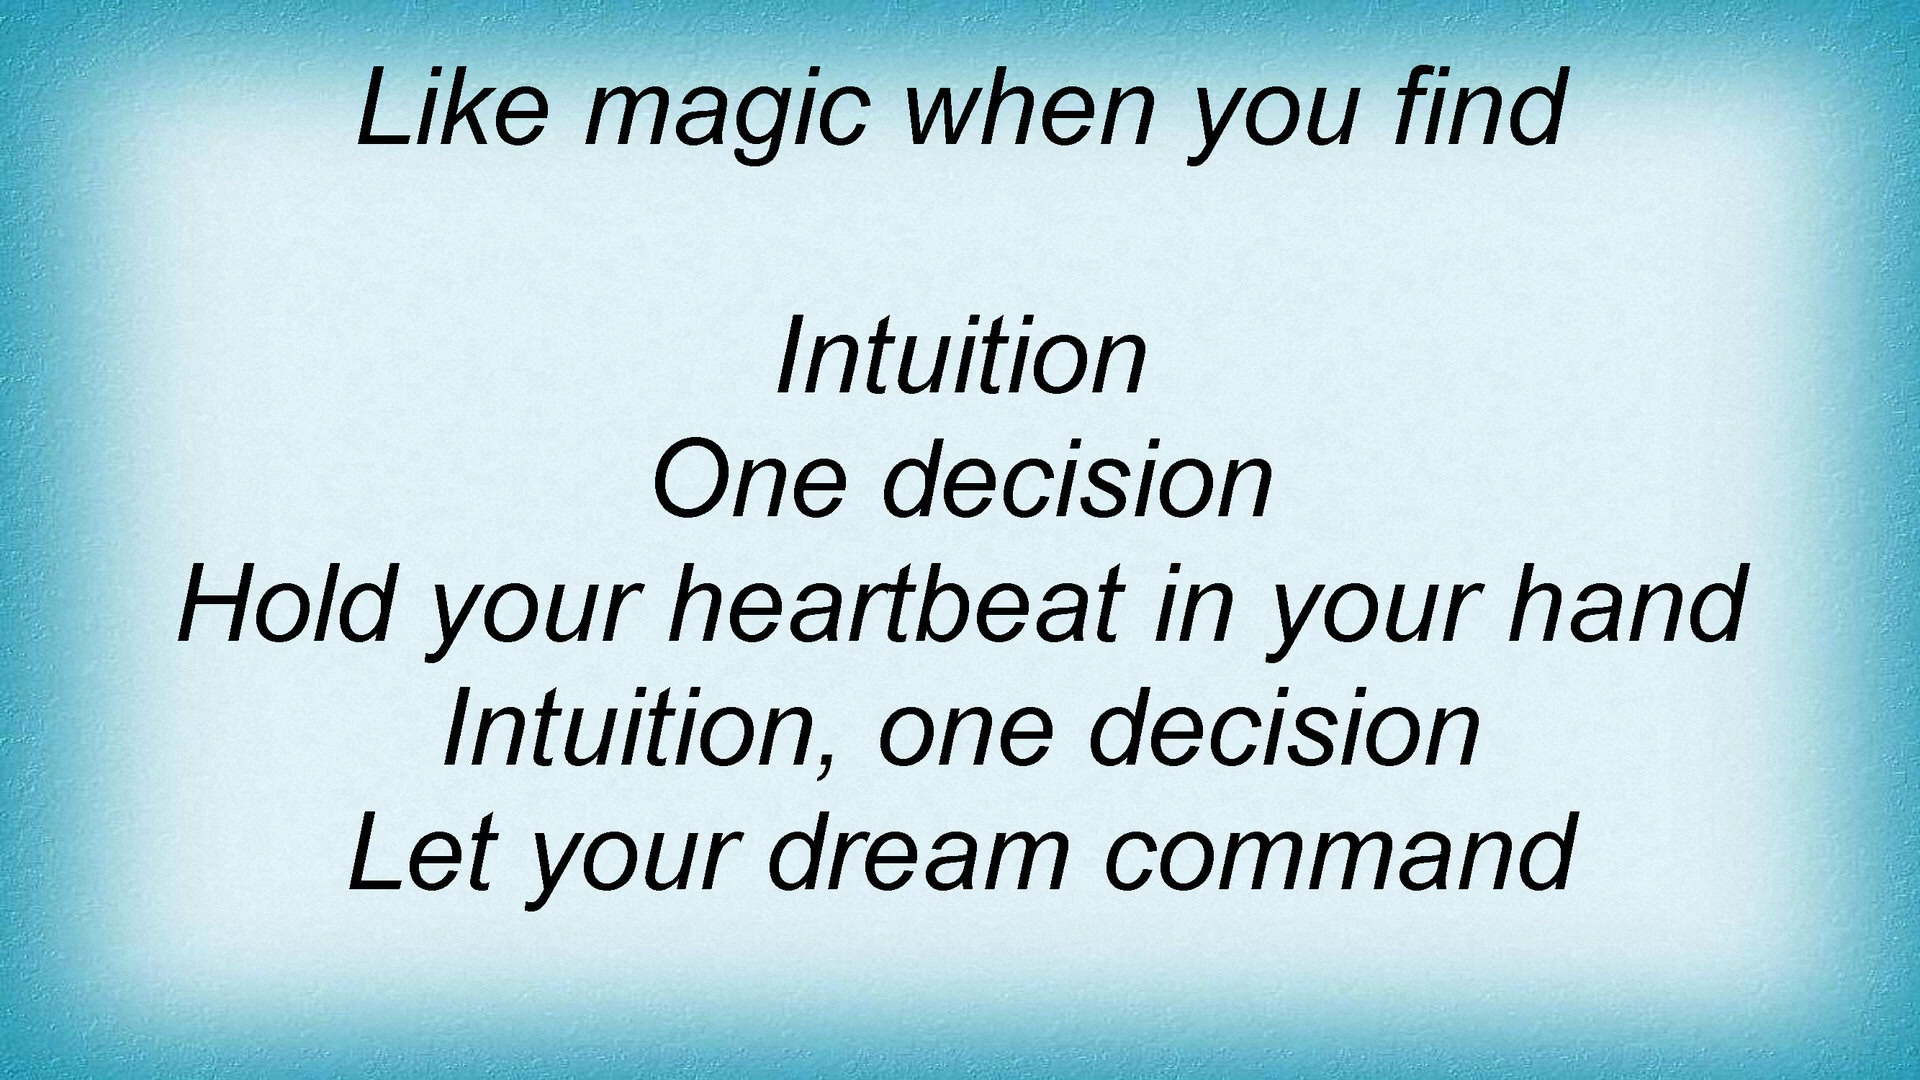 Like magic when you find
Intuition
One decision
Hold your heartbeat in your hand
Intuition, one decision
Let your dream command